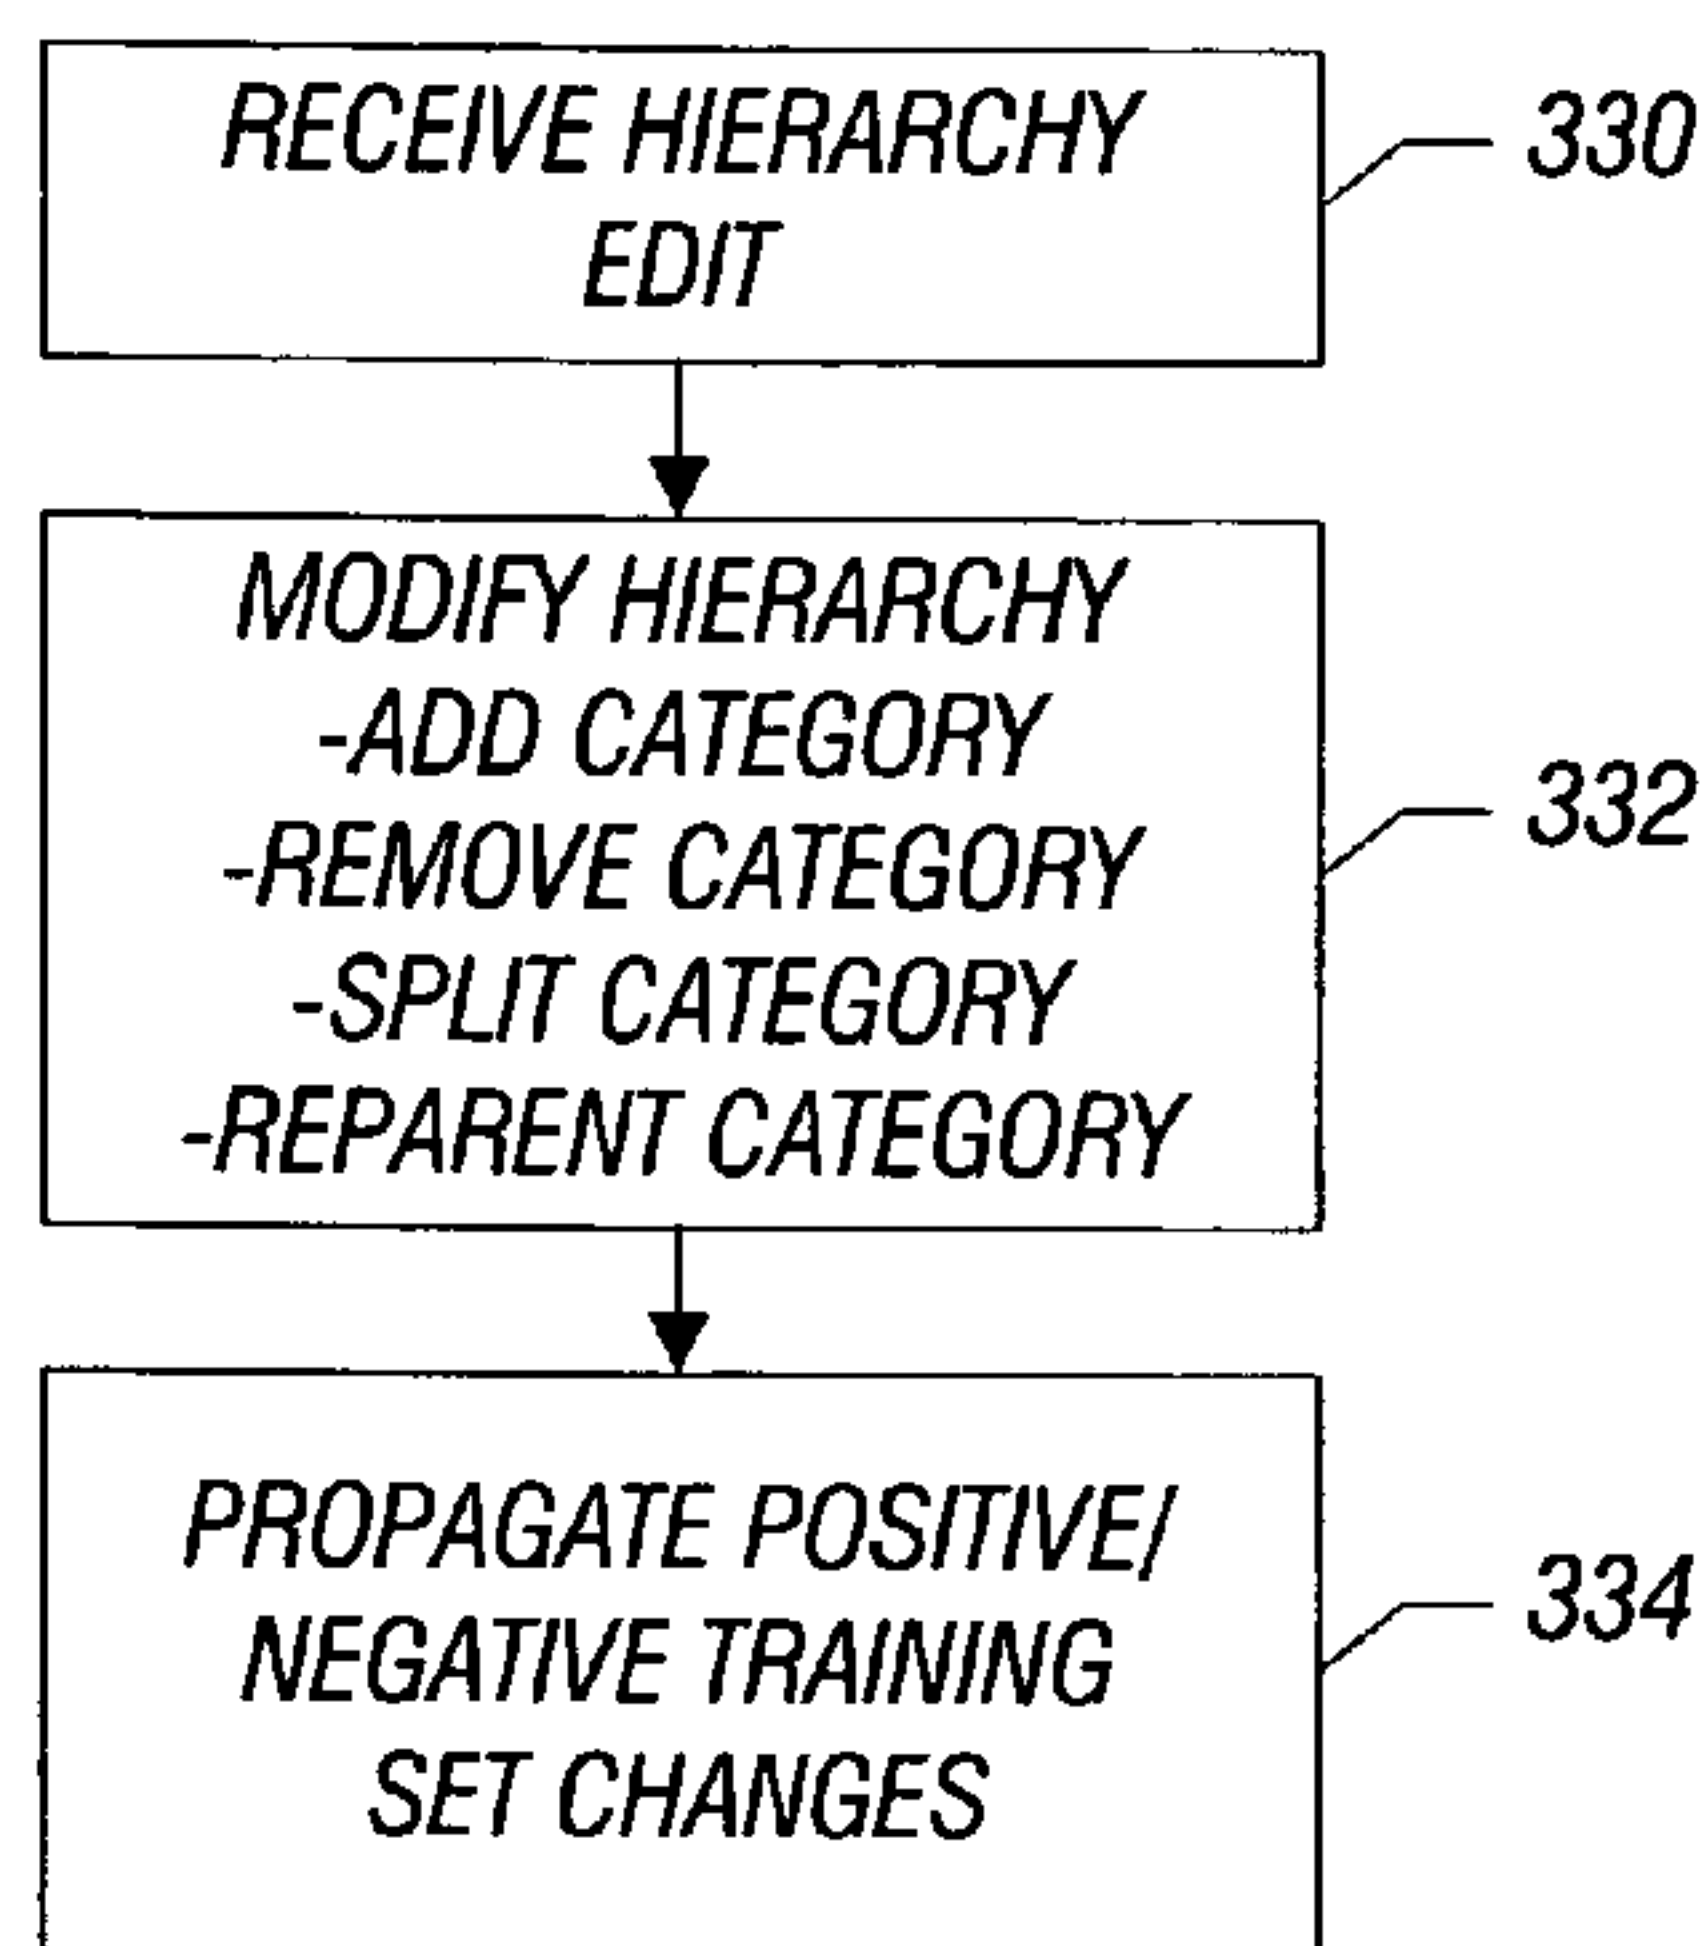 RECEIVE HIERARCHY
EDIT
330
MODIFY HIERARCHY
-ADD CATEGORY
-REMOVE CATEGORY
-SPLIT CATEGORY
-REPARENT CATEGORY
332
PROPAGATE POSITIVE/
NEGATIVE TRAINING
SET CHANGES
334